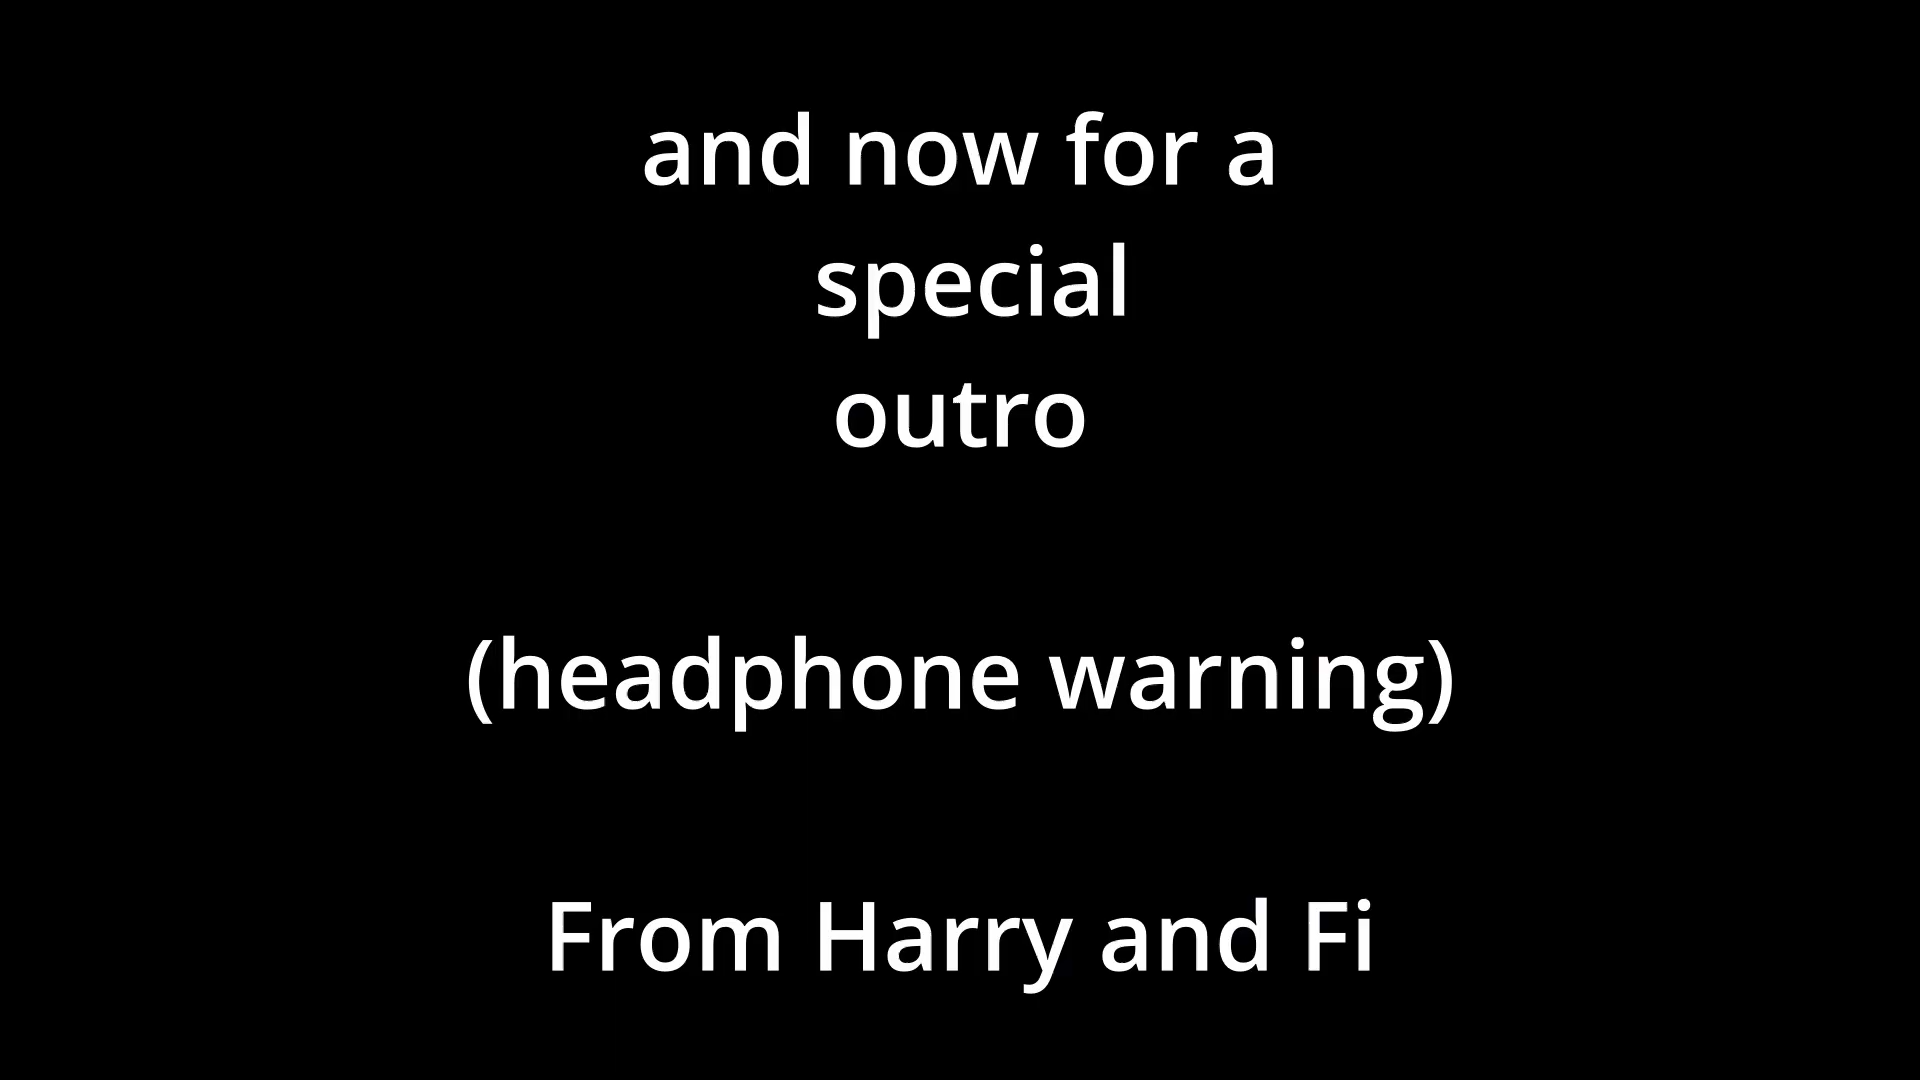 and now for a
special
outro
(headphone warning)
From Harry and Fi